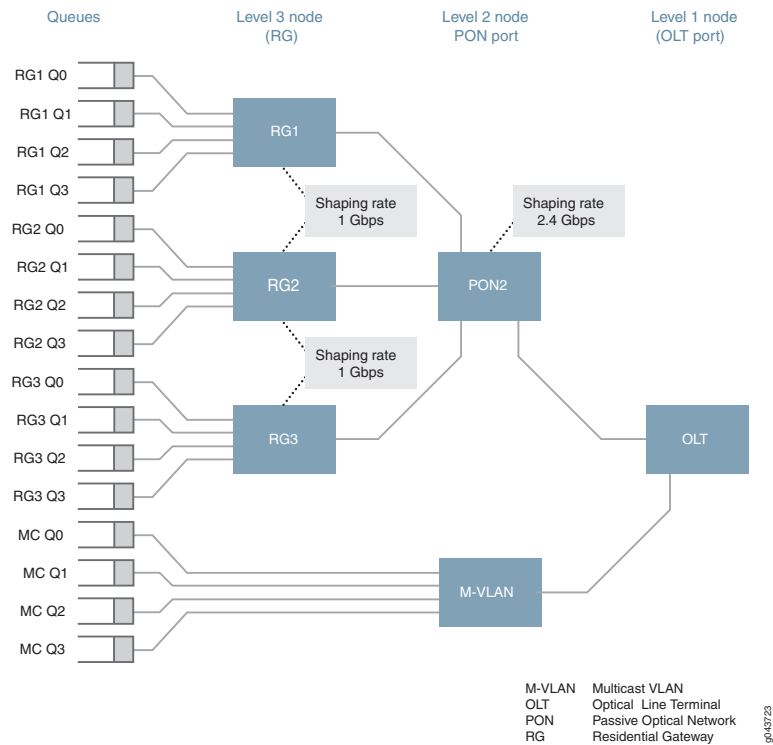 Queues
Level 3 node
(RG)
Level 2 node
PON port
Level 1 node
(OLT port)
RG1 Q0
RG1 Q1
RG1 Q2
RG1 Q3
RG2 Q0
RG2 Q1
RG2 Q2
RG2 Q3
RG3 Q0
RG3 Q1
RG3 Q2
RG3 Q3
MC Q0
MC Q1
MC Q2
MC Q3
RG1
Shaping rate
1 Gbps
RG2
Shaping rate
1 Gbps
RG3
Shaping rate
2.4 Gbps
PON2
M-VLAN
OLT
M-VLAN Multicast VLAN
OLT Optical Line Terminal
PON Passive Optical Network
RG Residential Gateway
g043723